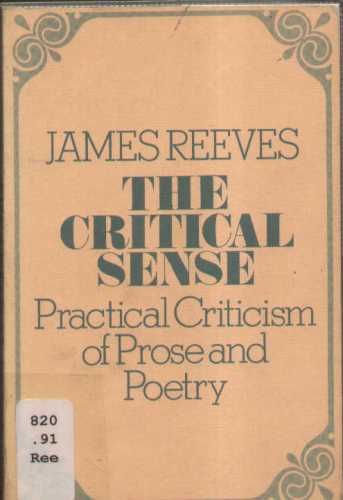 JAMES REEVES
THE
CRITICAL
SENSE
Practical Criticism
of Prose and
Poetry
820
.91
Ree